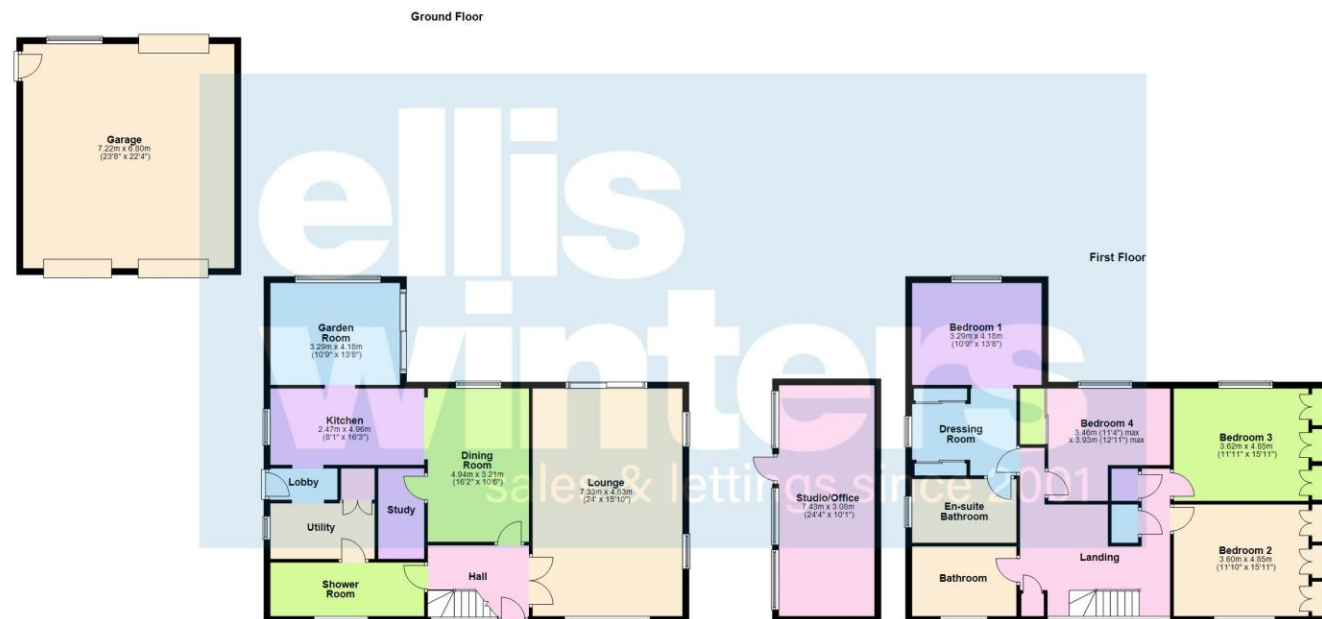 Ground Floor
Garage
7.22m x 6.80m
(23'8" x 22'4")
ellis
winters
sales & lettings since 2001
Garden
Room
3.29m x 4.18m
(10'9" x 13'8")
Kitchen
2.47m x 4.96m
(8'1" x 16'3")
Dining
Room
4.94m x 3.21m
(16'2" x 10'6")
Lounge
7.33m x 4.83m
(24' x 15'10")
Lobby
Utility
Study
Shower
Room
Hall
Studio/Office
7.43m x 3.08m
(24'4" x 10'1")
First Floor
Bedroom 1
3.29m x 4.18m
(10'9" x 13'8")
Dressing
Room
Bedroom 4
3.46m (11'4") max
x 3.93m (12'11") max
Bedroom 3
3.62m x 4.85m
(11'11" x 15'11")
En-suite
Bathroom
Bathroom
Landing
Bedroom 2
3.60m x 4.85m
(11'10" x 15'11")